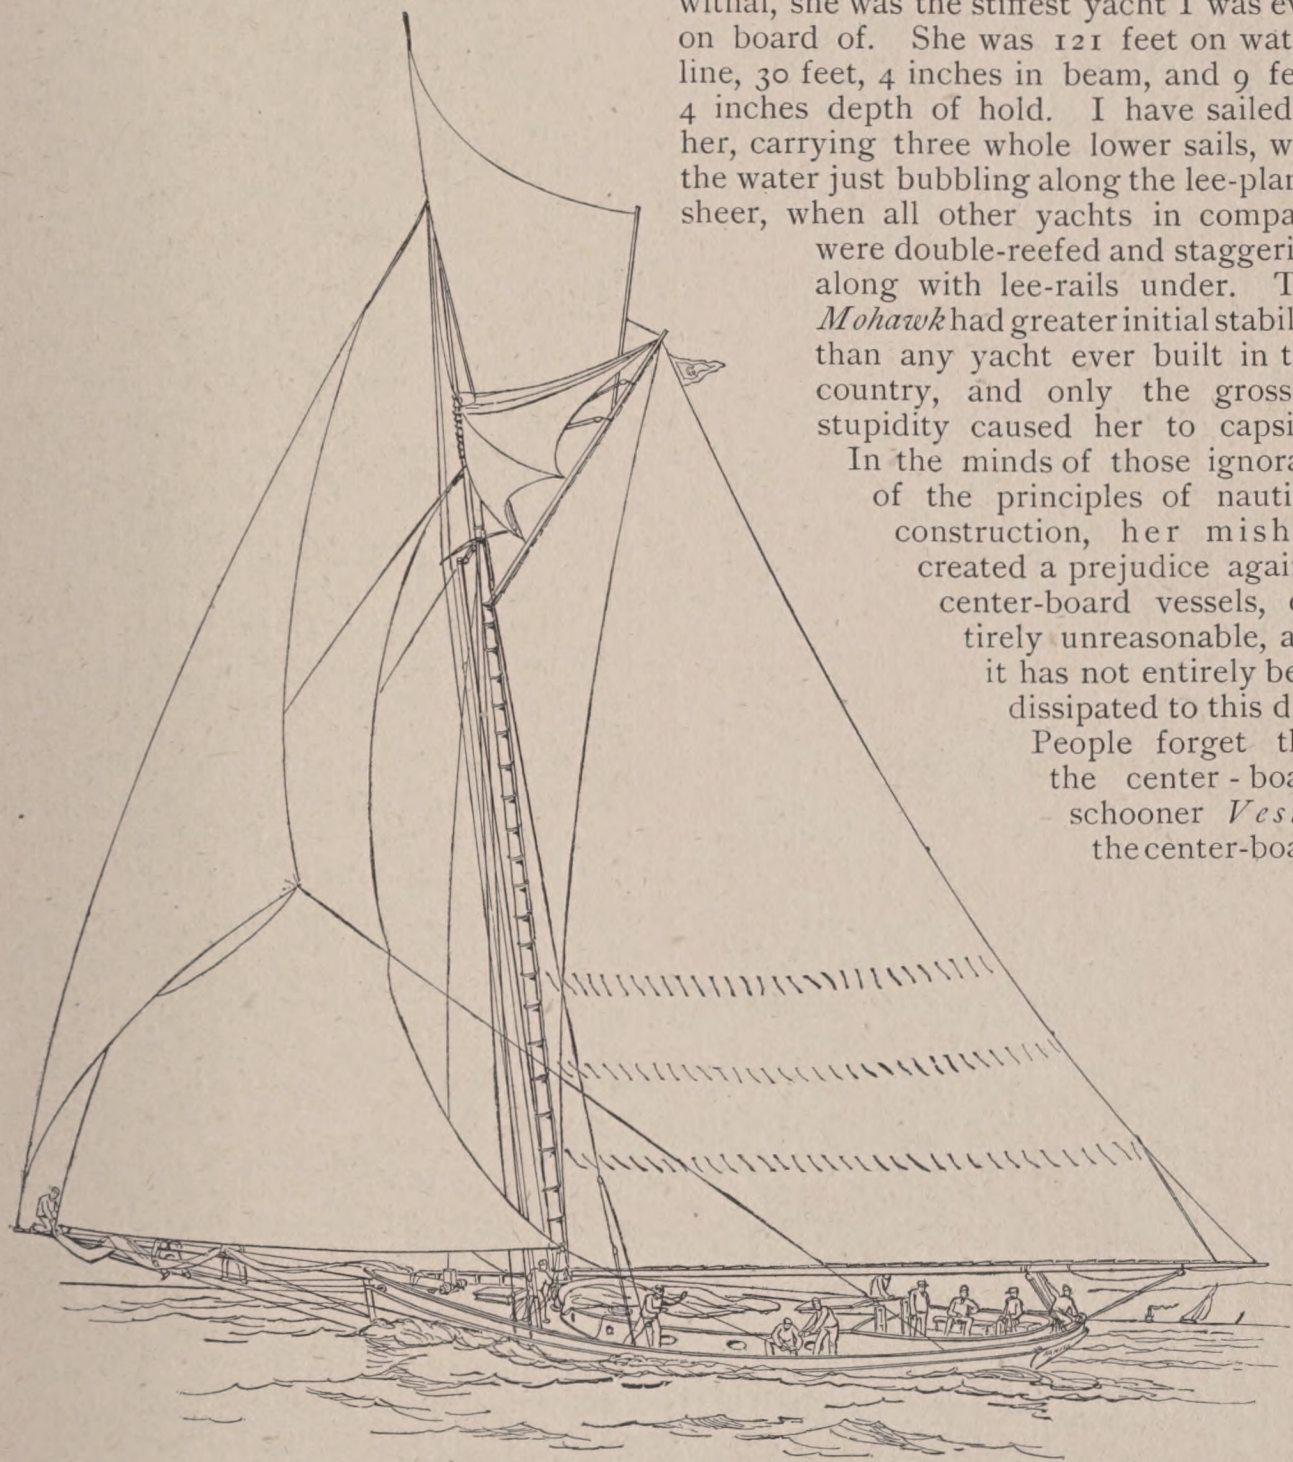 withal, she was the stiffest yacht I was ev
on board of. She was 121 feet on wat
line, 30 feet, 4 inches in beam, and 9 fe
4 inches depth of hold. I have sailed
her, carrying three whole lower sails, w
the water just bubbling along the lee-plan
sheer, when all other yachts in compa
were double-reefed and staggeri
along with lee-rails under. T
Mohawk had greater initial stabil
than any yacht ever built in t
country, and only the gross
stupidity caused her to capsi
In the minds of those ignora
of the principles of nauti
construction, her mish
created a prejudice agai
center-board vessels, e
tirely unreasonable, a
it has not entirely be
dissipated to this d
People forget th
the center-boa
schooner Ves
the center-boa
G